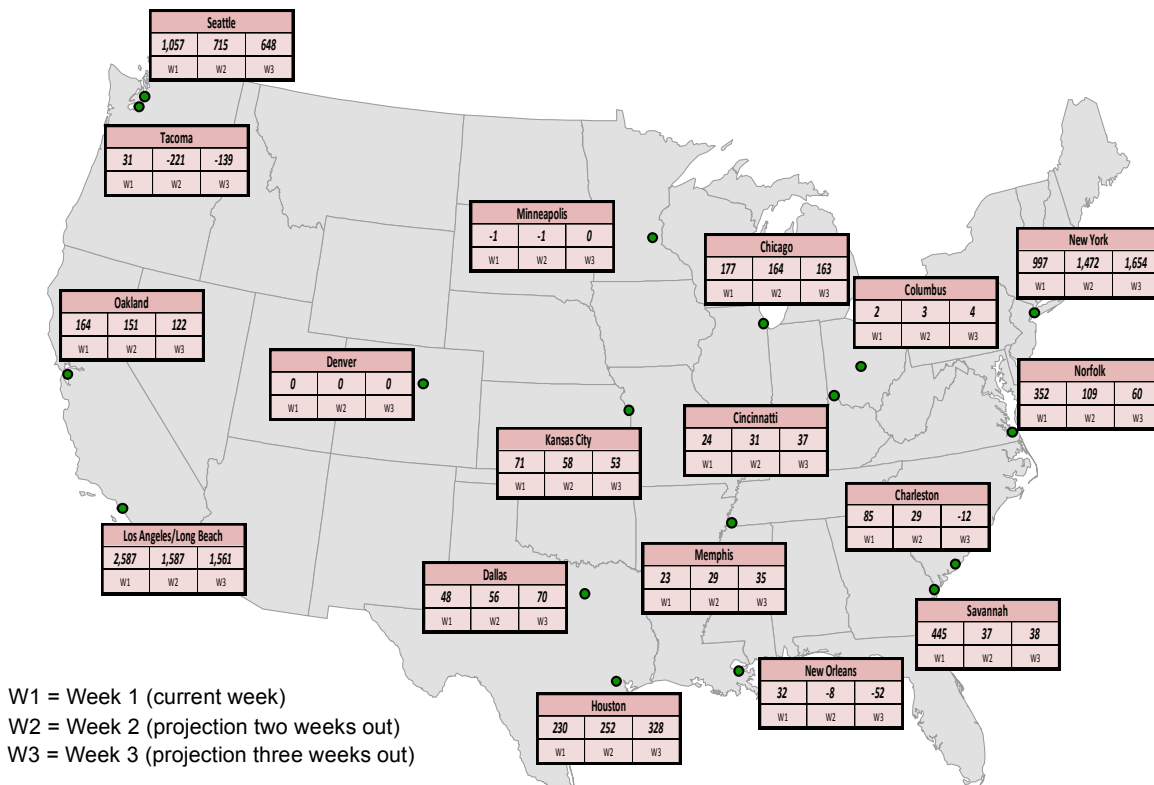 Seattle
1,057 715 648
W1 W2 W3
Tacoma
31 -221 -139
W1 W2 W3
Minneapolis
-1 -1 0
W1 W2 W3
Chicago
177 164 163
W1 W2 W3
New York
997 1,472 1,654
W1 W2 W3
Columbus
2 3 4
W1 W2 W3
Oakland
164 151 122
W1 W2 W3
Denver
0 0 0
W1 W2 W3
Norfolk
352 109 60
W1 W2 W3
Cincinnatti
24 31 37
W1 W2 W3
Kansas City
71 58 53
W1 W2 W3
Charleston
85 29 -12
W1 W2 W3
Los Angeles/Long Beach
2,587 1,587 1,561
W1 W2 W3
Memphis
23 29 35
W1 W2 W3
Dallas
48 56 70
W1 W2 W3
Savannah
445 37 38
W1 W2 W3
New Orleans
32 -8 -52
W1 W2 W3
Houston
230 252 328
W1 W2 W3
W1 = Week 1 (current week)
W2 = Week 2 (projection two weeks out)
W3 = Week 3 (projection three weeks out)